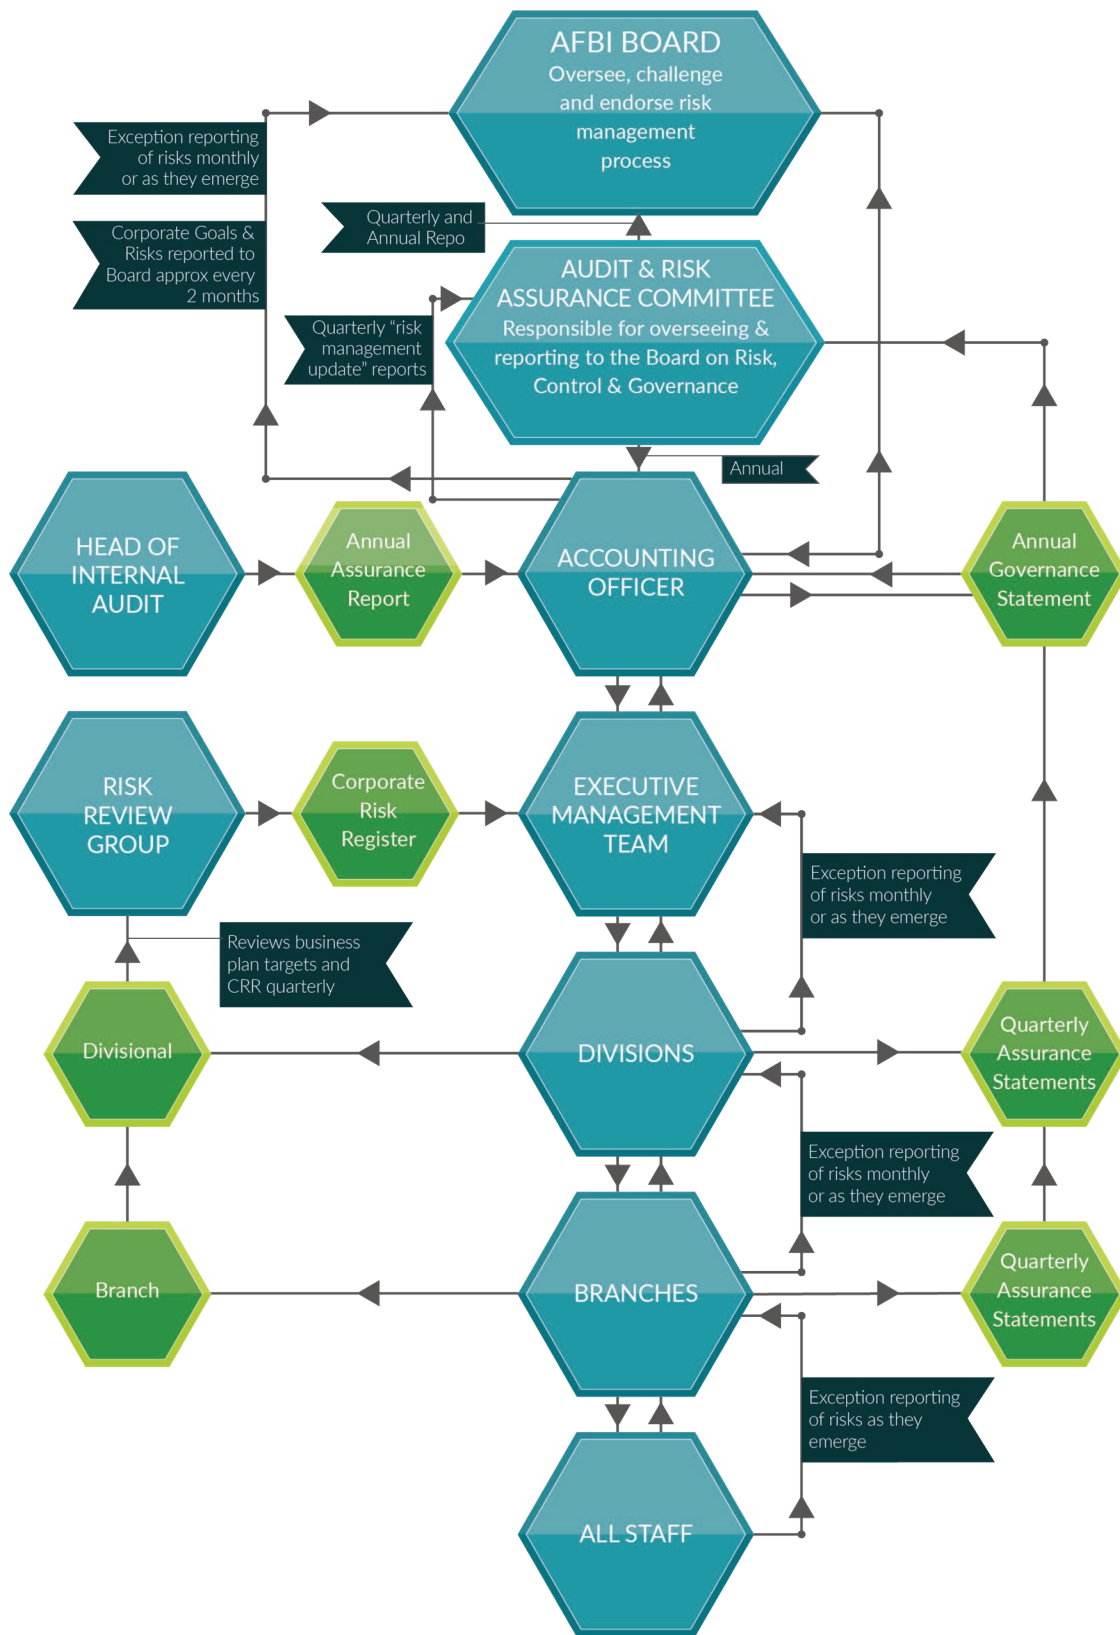 AFBI BOARD
Oversee, challenge
and endorse risk
management
process
Exception reporting
of risks monthly
or as they emerge
Corporate Goals &
Risks reported to
Board approx every
2 months
Quarterly and
Annual Repo
AUDIT & RISK
ASSURANCE COMMITTEE
Responsible for overseeing &
reporting to the Board on Risk,
Control & Governance
Quarterly “risk
management
update” reports
Annual
HEAD OF
INTERNAL
AUDIT
Annual
Assurance
Report
ACCOUNTING
OFFICER
Annual
Governance
Statement
RISK
REVIEW
GROUP
Corporate
Risk
Register
EXECUTIVE
MANAGEMENT
TEAM
Exception reporting
of risks monthly
or as they emerge
Reviews business
plan targets and
CRR quarterly
Divisional
DIVISIONS
Quarterly
Assurance
Statements
Exception reporting
of risks monthly
or as they emerge
Branch
BRANCHES
Quarterly
Assurance
Statements
Exception reporting
of risks as they
emerge
ALL STAFF